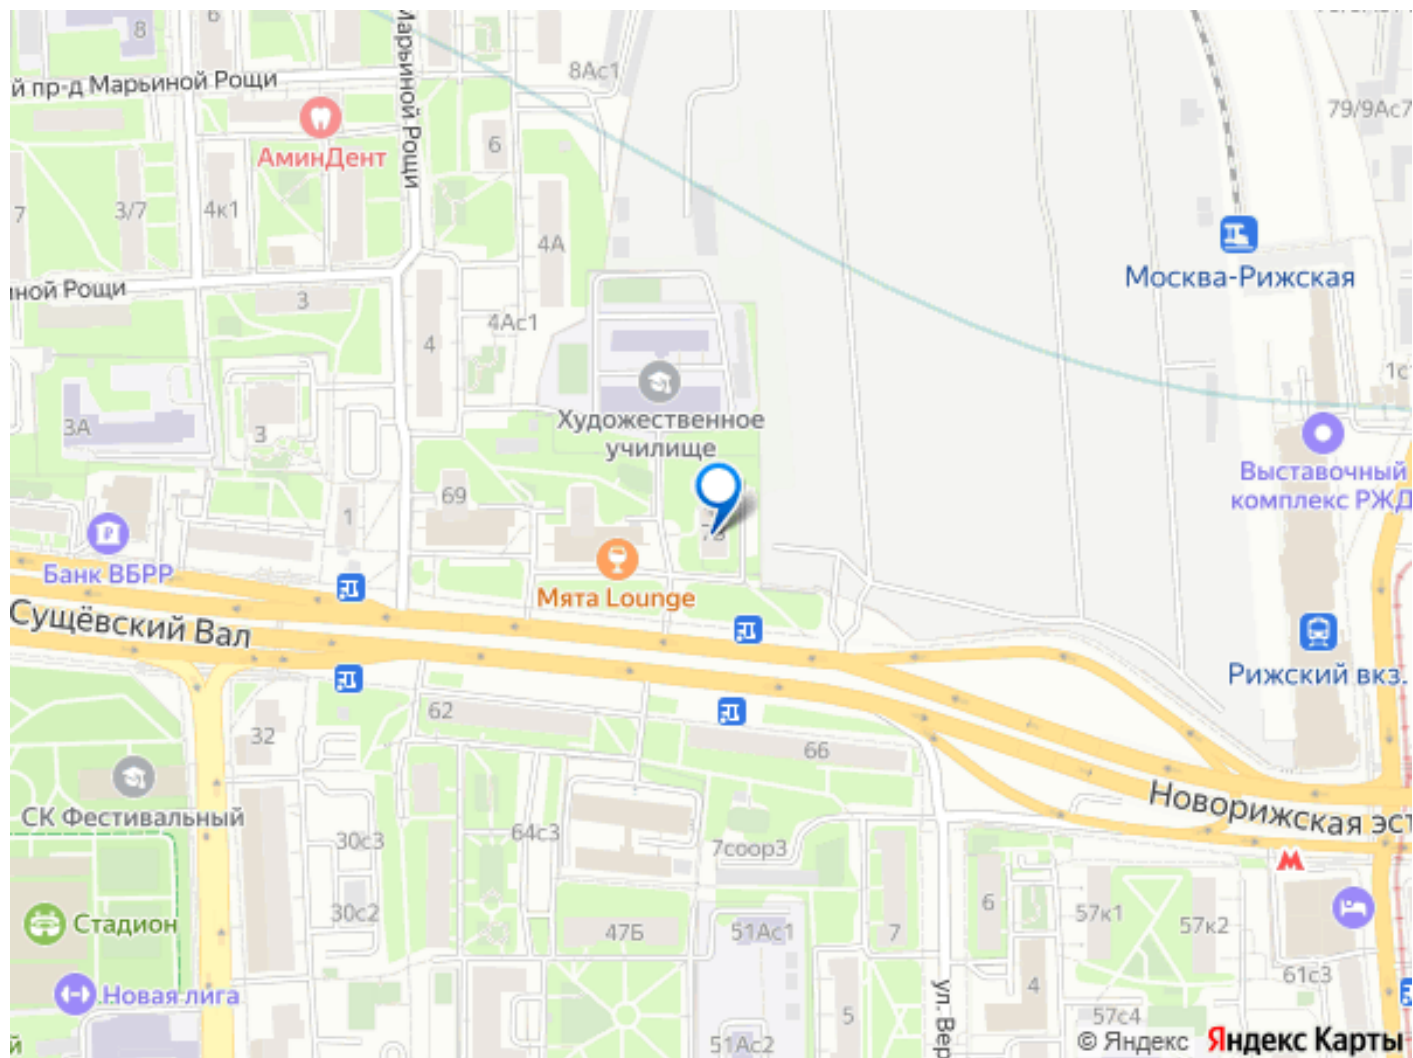 8
6
8Ас1
й пр-д Марьиной Рощи
Марьиной Рощи
79/9Ас7
АминДент
6
7
3/7
4к1
4А
Москва-Рижская
ной Рощи
3
4Ас1
4
Художественное
училище
3А
3
69
1
Выставочный
комплекс РЖД
Банк ВБРР
Мята Lounge
Сущёвский Вал
Рижский вкз.
62
66
32
Новорижская эст
СК Фестивальный
30с3
64с3
7соор3
30с2
47Б
51Ас1
7
6
57к1
57к2
Стадион
Новая лига
61с3
4
5
57с4
51Ас2
ул. Вер
й
© Яндекс
Яндекс Карты